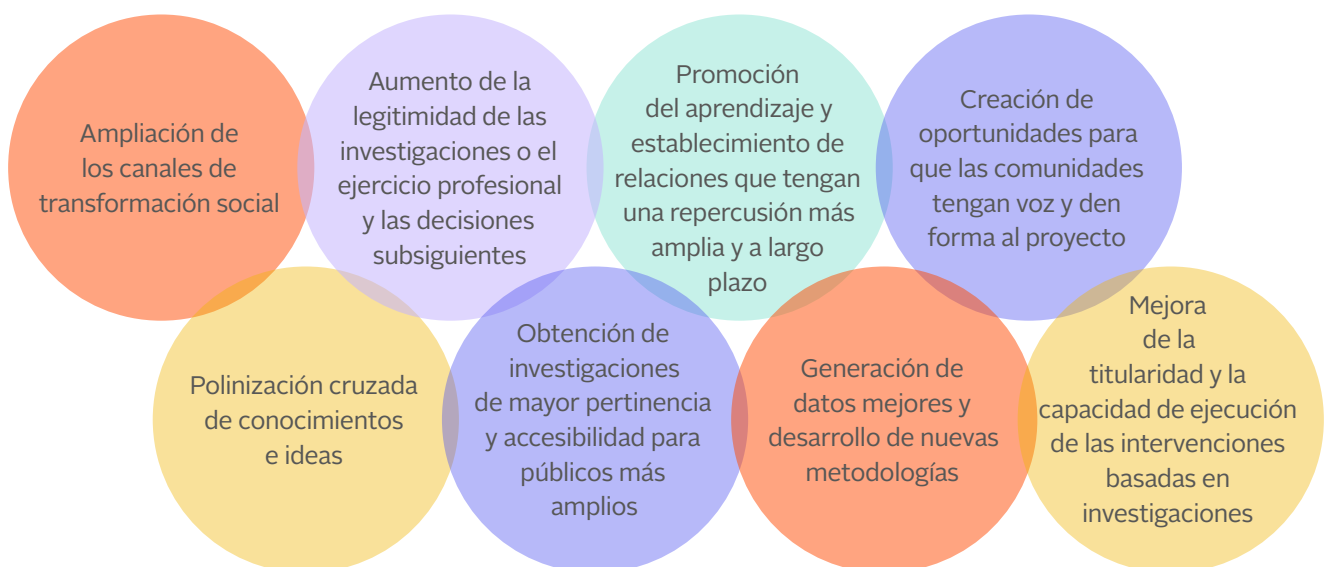 Ampliación de
los canales de
transformación social
Aumento de la
legitimidad de las
investigaciones o el
ejercicio profesional
y las decisiones
subsiguientes
Promoción
del aprendizaje y
establecimiento de
relaciones que tengan
una repercusión más
amplia y a largo
plazo
Creación de
oportunidades para
que las comunidades
tengan voz y den
forma al proyecto
Polinización cruzada
de conocimientos
e ideas
Obtención de
investigaciones
de mayor pertinencia
y accesibilidad para
públicos más
amplios
Generación de
datos mejores y
desarrollo de nuevas
metodologías
Mejora
de la
titularidad y la
capacidad de ejecución
de las intervenciones
basadas en
investigaciones